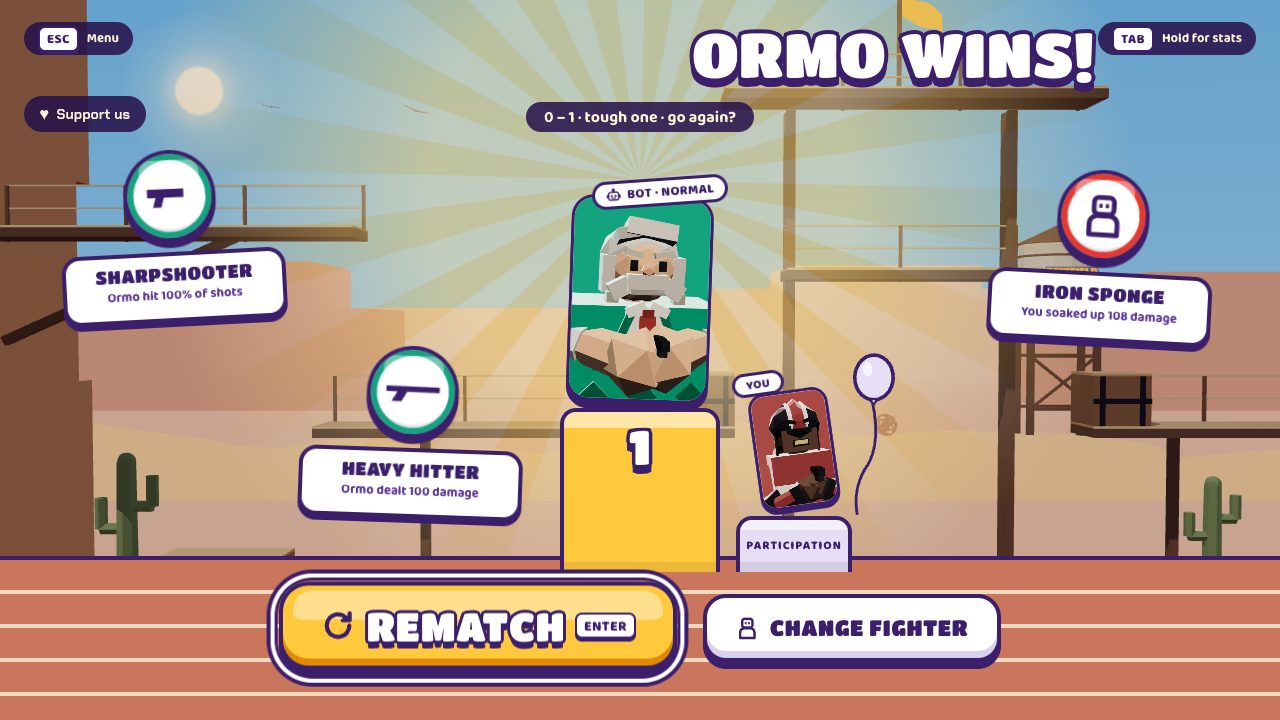 ESC Menu
ORMO WINS!
TAB Hold for stats
♥ Support us
0 – 1 · tough one · go again?
BOT · NORMAL
SHARPSHOOTER
Ormo hit 100% of shots
IRON SPONGE
You soaked up 108 damage
YOU
1
HEAVY HITTER
Ormo dealt 100 damage
PARTICIPATION
REMATCH ENTER
CHANGE FIGHTER